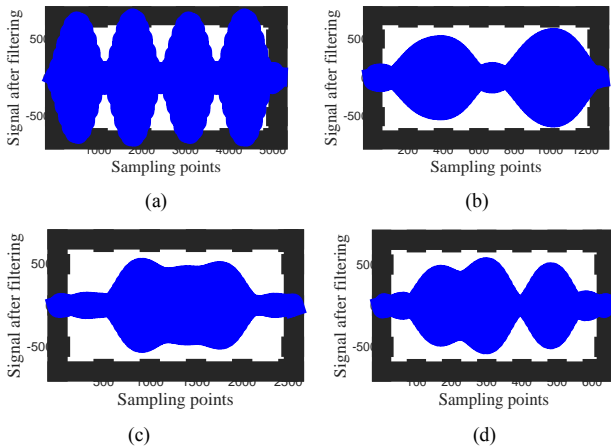 Signal after filtering
500
-500
1000 2000 3000 4000 5000
Sampling points
(a)
Signal after filtering
500
-500
200 400 600 800 1000 1200
Sampling points
(b)
Signal after filtering
500
-500
500 1000 1500 2000 2500
Sampling points
(c)
Signal after filtering
500
-500
100 200 300 400 500 600
Sampling points
(d)